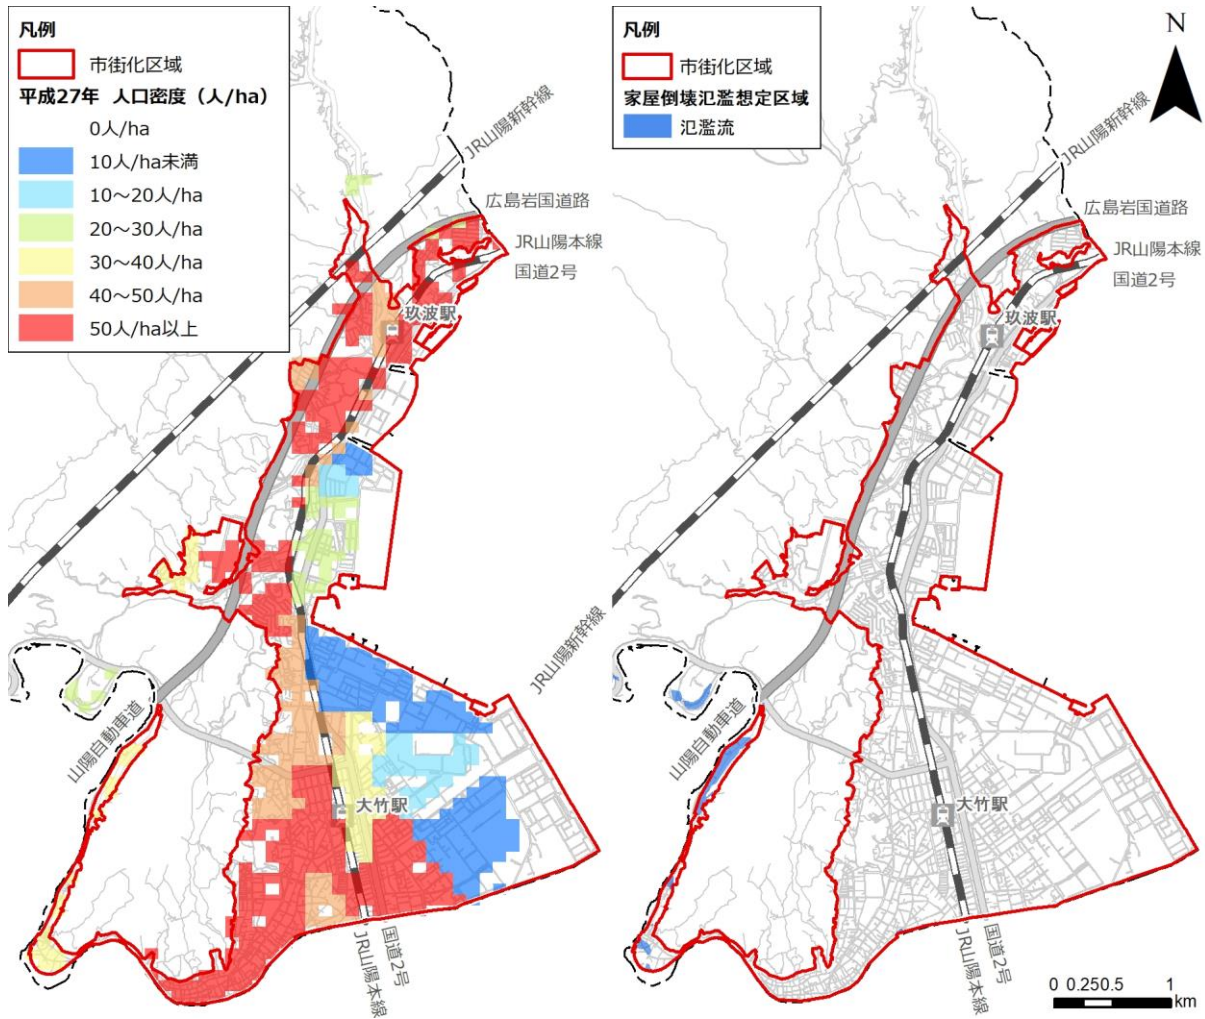 凡例
市街化区域
平成27年 人口密度（人/ha）
0人/ha
10人/ha未満
10～20人/ha
20～30人/ha
30～40人/ha
40～50人/ha
50人/ha以上
JR山陽新幹線
広島岩国道路
JR山陽本線
国道2号
玖波駅
JR山陽新幹線
山陽自動車道
大竹駅
国道2号
JR山陽本線
凡例
市街化区域
家屋倒壊氾濫想定区域
氾濫流
N
JR山陽新幹線
広島岩国道路
JR山陽本線
国道2号
玖波駅
山陽自動車道
大竹駅
国道2号
JR山陽本線
0 0.250.5 1
km